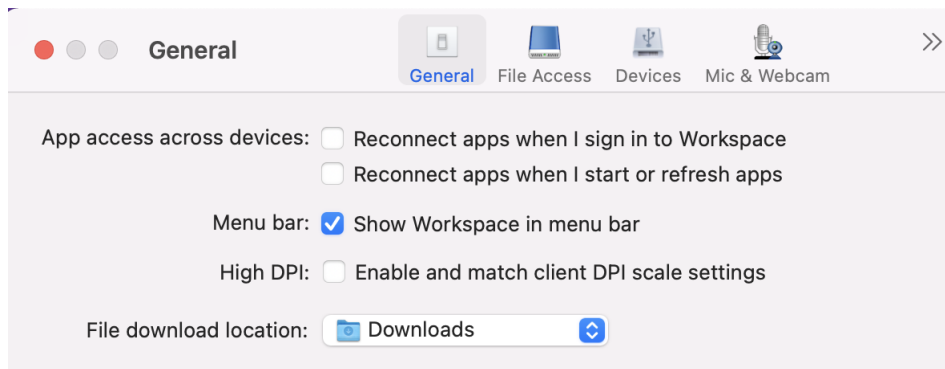 General
General
File Access
Devices
Mic & Webcam
App access across devices: Reconnect apps when I sign in to Workspace
Reconnect apps when I start or refresh apps
Menu bar: Show Workspace in menu bar
High DPI: Enable and match client DPI scale settings
File download location: Downloads